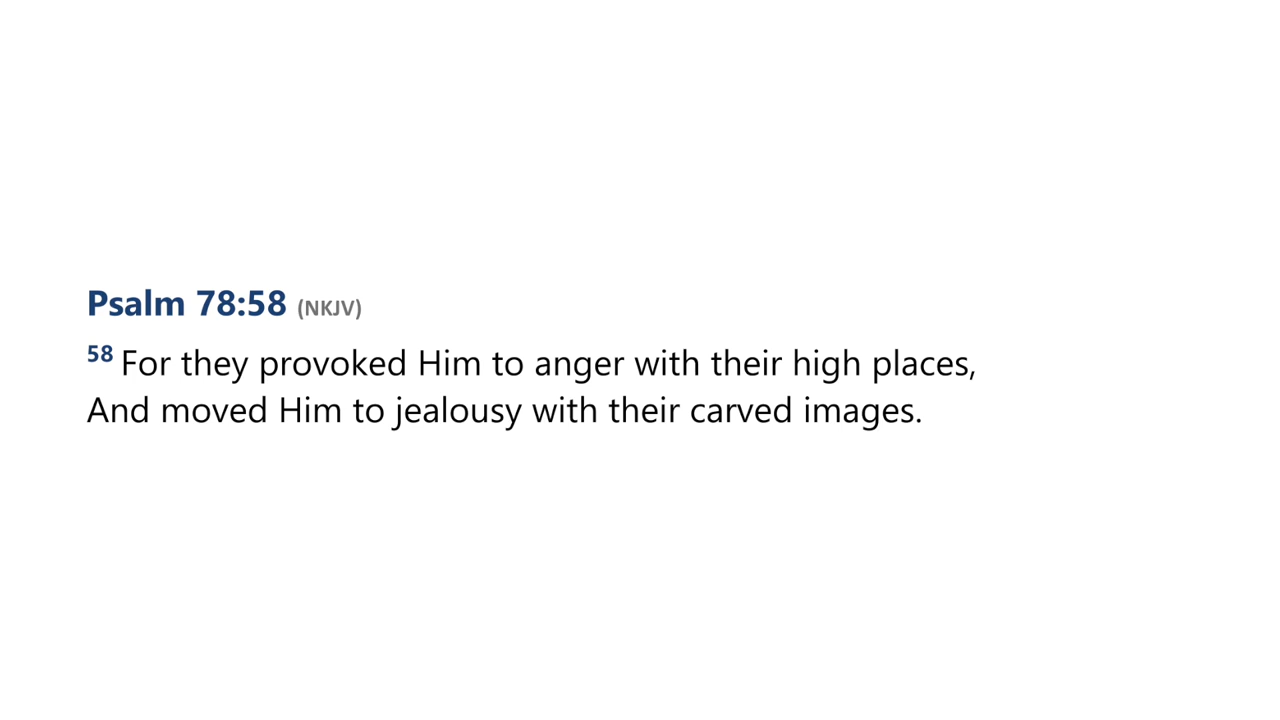 Psalm 78:58 (NKJV)
58 For they provoked Him to anger with their high places,
And moved Him to jealousy with their carved images.